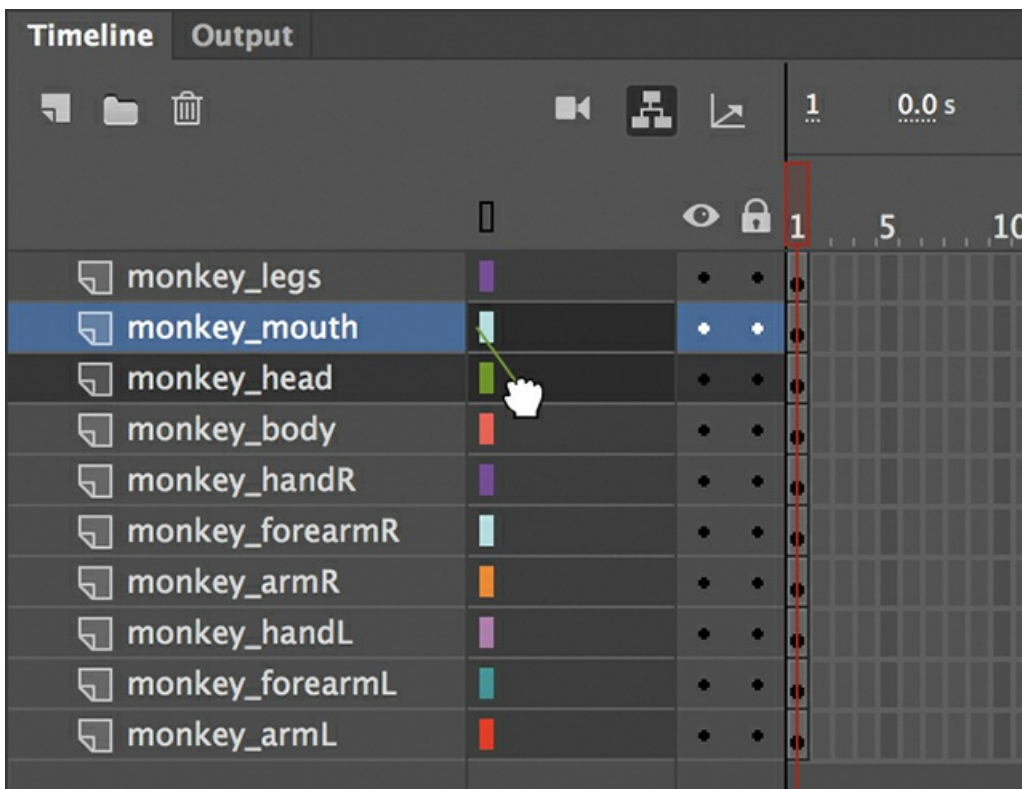 Timeline Output
1 0.0 s
1 5 10
monkey_legs
monkey_mouth
monkey_head
monkey_body
monkey_handR
monkey_forearmR
monkey_armR
monkey_handL
monkey_forearmL
monkey_armL